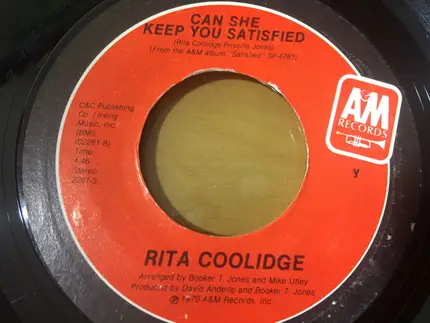 CAN SHE
KEEP YOU SATISFIED
(Rita Coolidge Priscilla Jones)
(From the A&M album "Satisfied" SP-4781)
C&C Publishing
Co./Irving
Music, Inc.
(BMI)
(02281-B)
Time
4:46
Stereo
2281-S
A&M
RECORDS
y
RITA COOLIDGE
Arranged by Booker T. Jones and Mike Utley
Produced by David Anderle and Booker T. Jones
℗ 1979 A&M Records, Inc